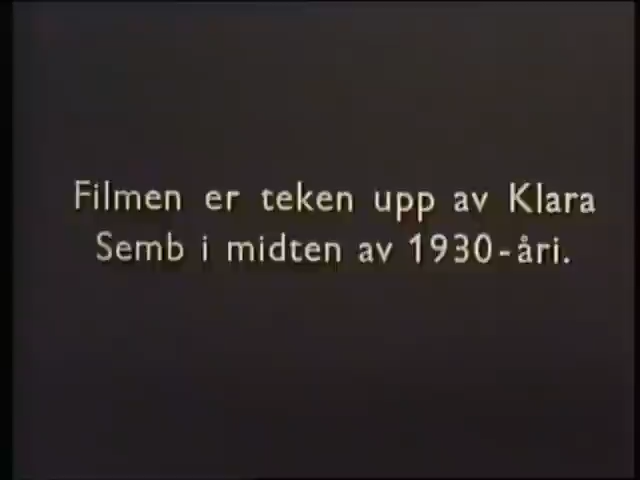 Filmen er teken upp av Klara
Semb i midten av 1930-åri.